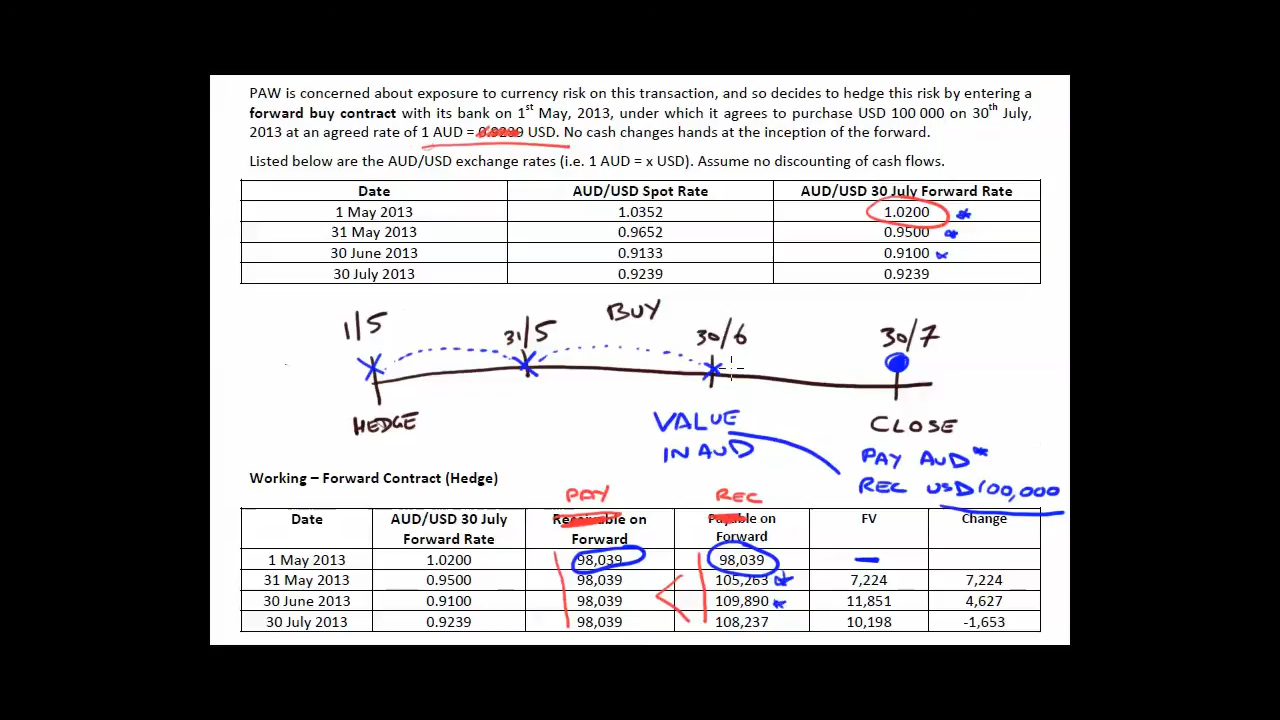 PAW is concerned about exposure to currency risk on this transaction, and so decides to hedge this risk by entering a
forward buy contract with its bank on 1st May, 2013, under which it agrees to purchase USD 100 000 on 30th July,
2013 at an agreed rate of 1 AUD = USD. No cash changes hands at the inception of the forward.
Listed below are the AUD/USD exchange rates (i.e. 1 AUD = x USD). Assume no discounting of cash flows.
Date AUD/USD Spot Rate AUD/USD 30 July Forward Rate
1 May 2013 1.0352 1.0200
31 May 2013 0.9652 0.9500
30 June 2013 0.9133 0.9100
30 July 2013 0.9239 0.9239
BUY
1/5 31/5 30/6 30/7
HEDGE VALUE CLOSE
IN AUD PAY AUD*
REC USD 100,000
Working – Forward Contract (Hedge)
PAY REC
Date AUD/USD 30 July Receivable on Payable on FV Change
Forward Rate Forward Forward
1 May 2013 1.0200 98,039 98,039 —
31 May 2013 0.9500 98,039 105,263 7,224 7,224
30 June 2013 0.9100 98,039 109,890 11,851 4,627
30 July 2013 0.9239 98,039 108,237 10,198 -1,653